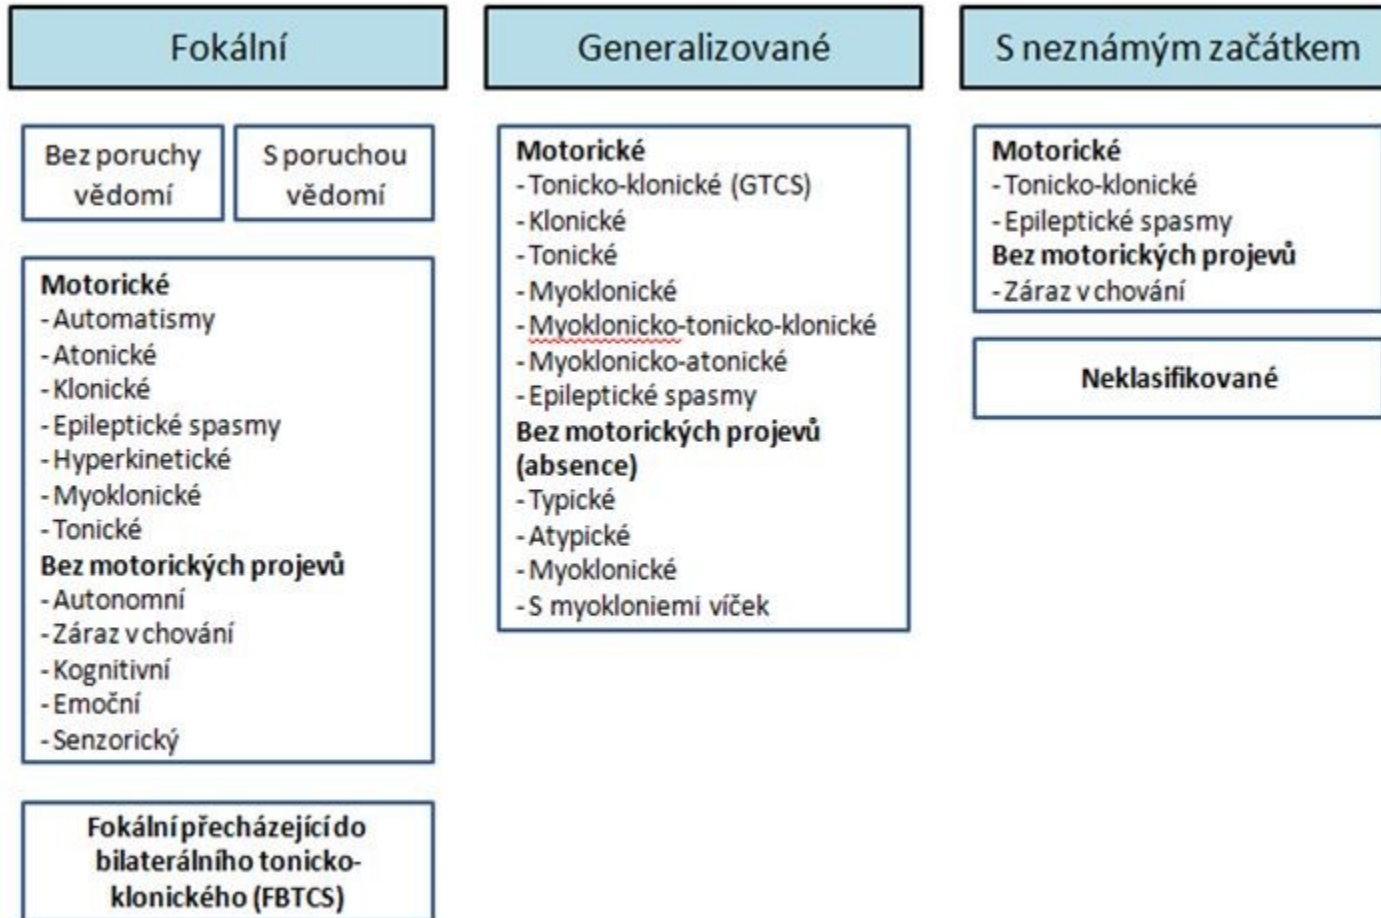 Fokální
Bez poruchy
vědomí
S poruchou
vědomí
Motorické
- Automatismy
- Atonické
- Klonické
- Epileptické spasmy
- Hyperkinetické
- Myoklonické
- Tonické
Bez motorických projevů
- Autonomní
- Záraz v chování
- Kognitivní
- Emoční
- Senzorický
Fokální přecházející do
bilaterálního tonicko-
klonického (FBTCS)
Generalizované
Motorické
- Tonicko-klonické (GTCS)
- Klonické
- Tonické
- Myoklonické
- Myoklonicko-tonicko-klonické
- Myoklonicko-atonické
- Epileptické spasmy
Bez motorických projevů
(absence)
- Typické
- Atypické
- Myoklonické
- S myokloniemi víček
S neznámým začátkem
Motorické
- Tonicko-klonické
- Epileptické spasmy
Bez motorických projevů
- Záraz v chování
Neklasifikované